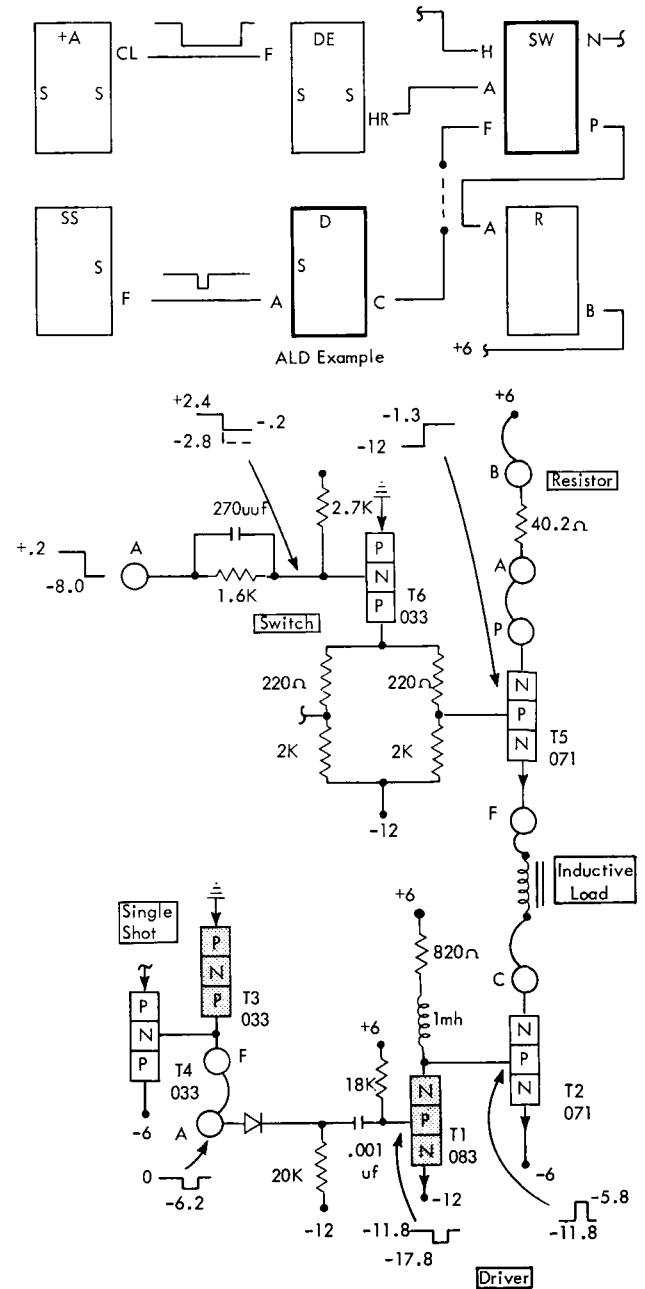 +A
CL
F
S S
DE
S S
HR
H
A
F
SW
N
P
SS
S
F
A
D
S
C
A
R
B
+6
ALD Example
+2.4
-.2
-2.8
-1.3
-12
+6
B
Resistor
40.2Ω
A
P
270uuf
2.7K
+.2
-8.0
A
1.6K
P
N
P
T6
033
Switch
220Ω
220Ω
2K
2K
-12
N
P
N
T5
071
F
Inductive
Load
C
N
P
N
T2
071
-6
Single
Shot
P
N
P
T3
033
P
N
P
T4
033
-6
F
A
0
-6.2
+6
820Ω
1mh
+6
18K
N
P
N
T1
083
-12
.001
uf
20K
-12
-11.8
-17.8
-5.8
-11.8
Driver